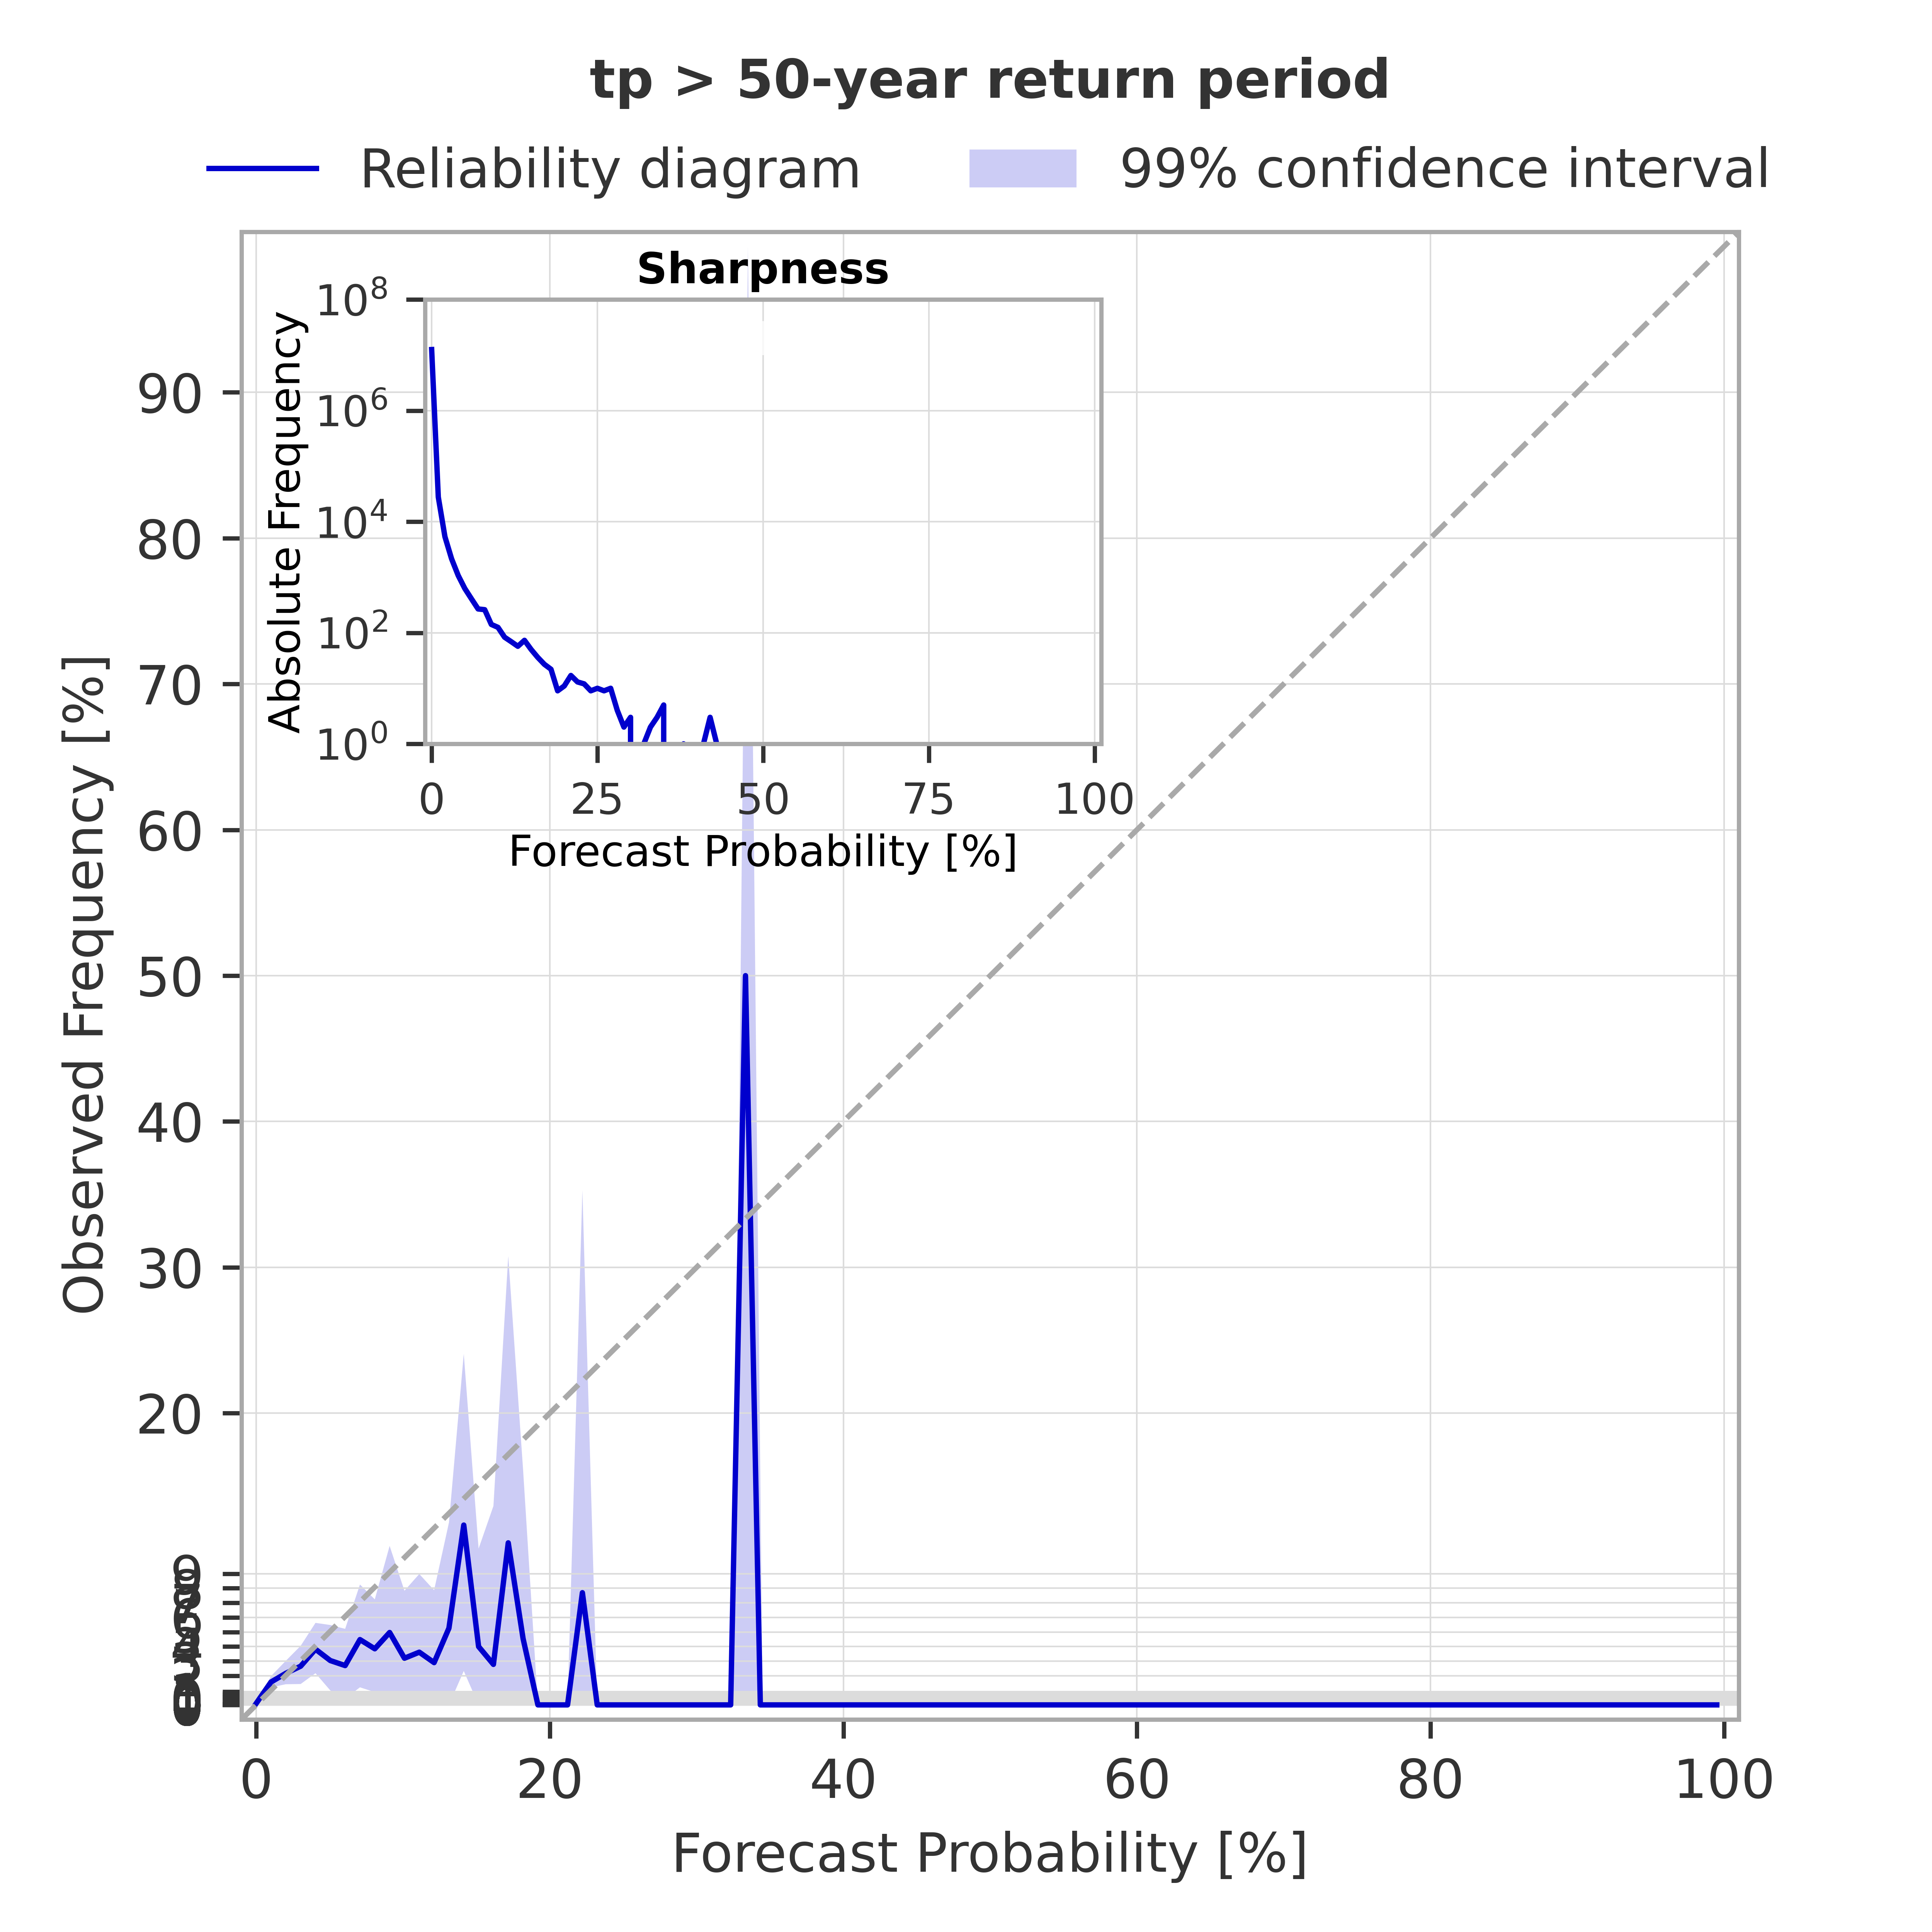 tp > 50-year return period
Reliability diagram
99% confidence interval
Sharpness
Absolute Frequency
10^8
10^6
10^4
10^2
10^0
0 25 50 75 100
Forecast Probability [%]
Observed Frequency [%]
90
80
70
60
50
40
30
20
9
0 20 40 60 80 100
Forecast Probability [%]